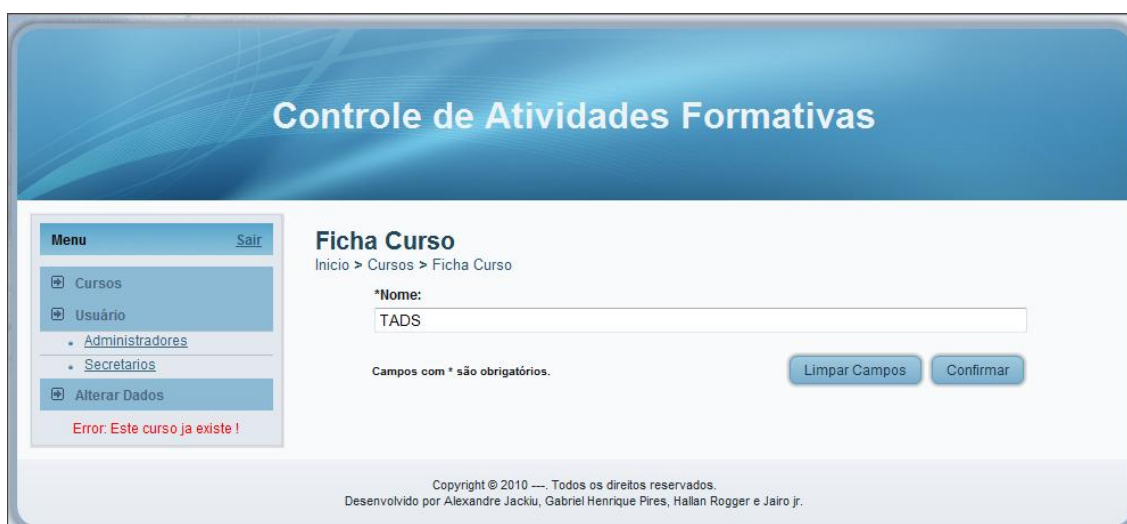 Controle de Atividades Formativas
Menu Sair
Cursos
Usuário
Administradores
Secretarios
Alterar Dados
Error: Este curso ja existe !
Ficha Curso
Inicio > Cursos > Ficha Curso
*Nome:
TADS
Campos com * são obrigatórios.
Limpar Campos Confirmar
Copyright © 2010 ---. Todos os direitos reservados.
Desenvolvido por Alexandre Jackiu, Gabriel Henrique Pires, Hallan Rogger e Jairo jr.